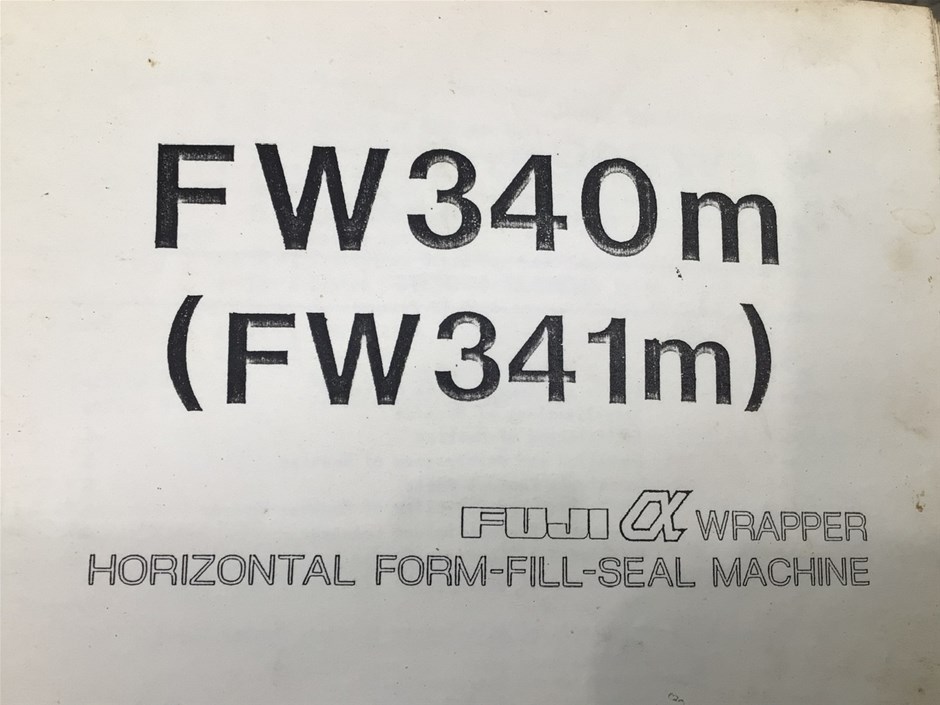 FW340m
(FW341m)
FUJI α WRAPPER
HORIZONTAL FORM-FILL-SEAL MACHINE